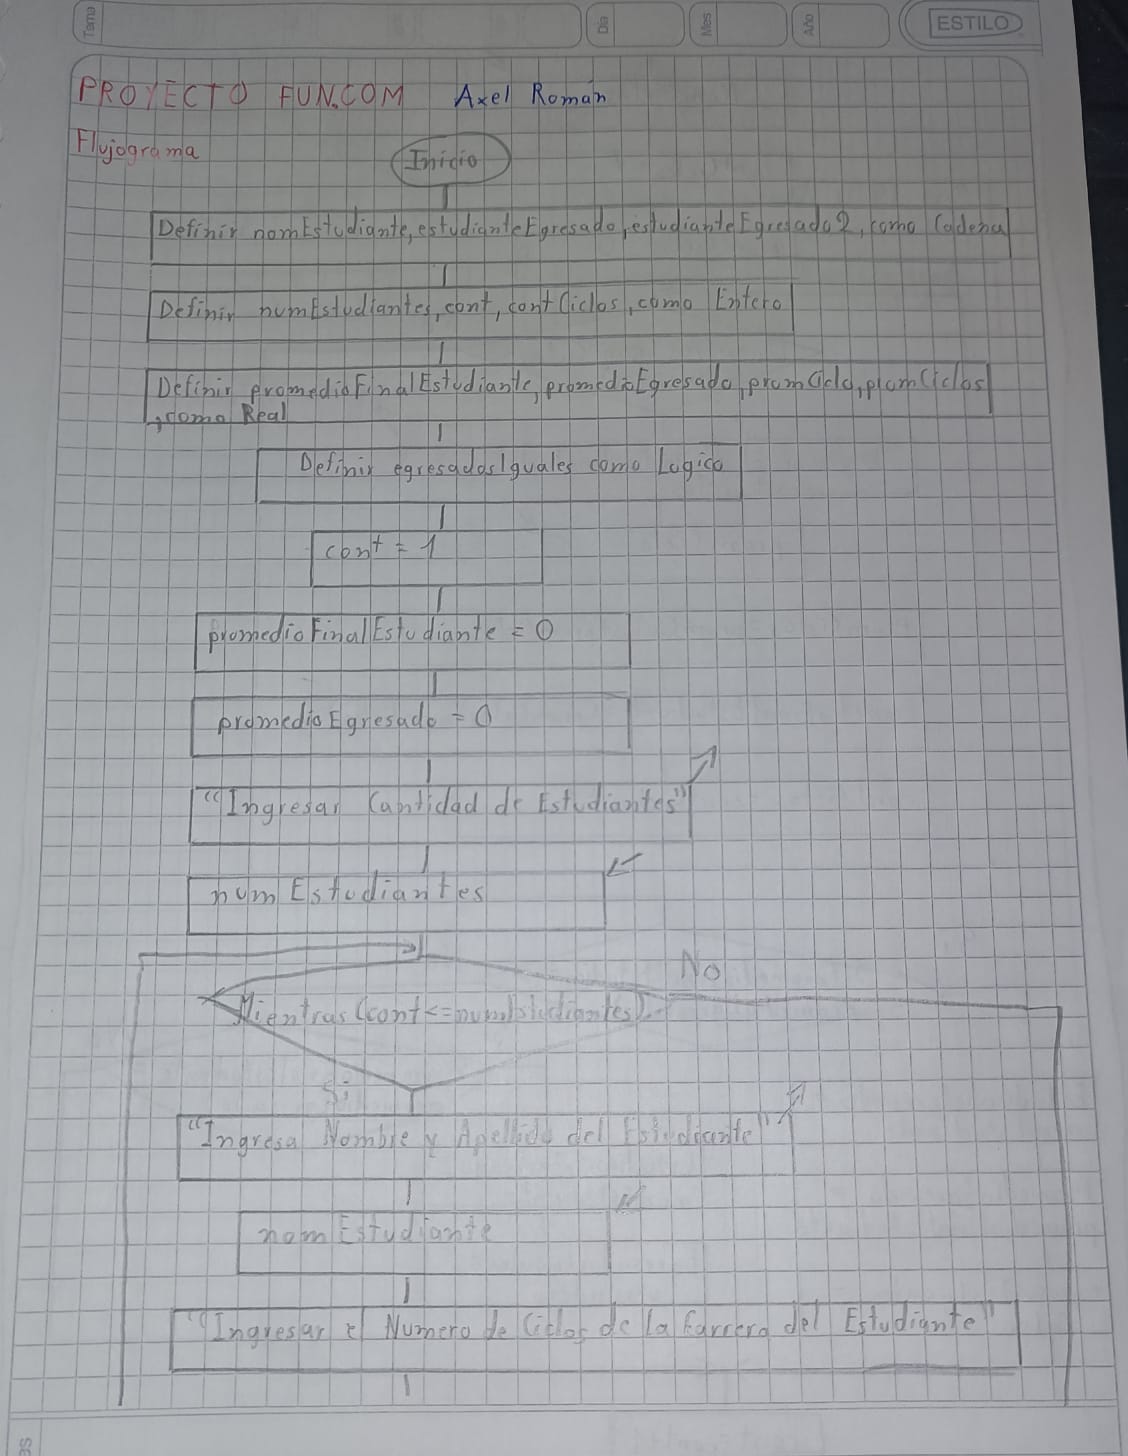 Tema
Dia
Mes
Año
ESTILO
PROYECTO FUN.COM Axel Román
Flujograma
Inicio
Definir nomEstudiante, estudianteEgresado, estudianteEgresado2, como Cadena
Definir numEstudiantes, cont, contCiclos, como Entero
Definir promedioFinalEstudiante, promedioEgresado, promCiclo, promCiclos
, como Real
Definir egresadosIguales como Logico
cont = 1
promedioFinalEstudiante = 0
promedioEgresado = 0
"Ingresar Cantidad de Estudiantes"
numEstudiantes
No
Mientras (cont <= numEstudiantes)
Si
"Ingresa Nombre y Apellido del Estudiante"
nomEstudiante
"Ingresar el Numero de Ciclos de la Carrera del Estudiante"